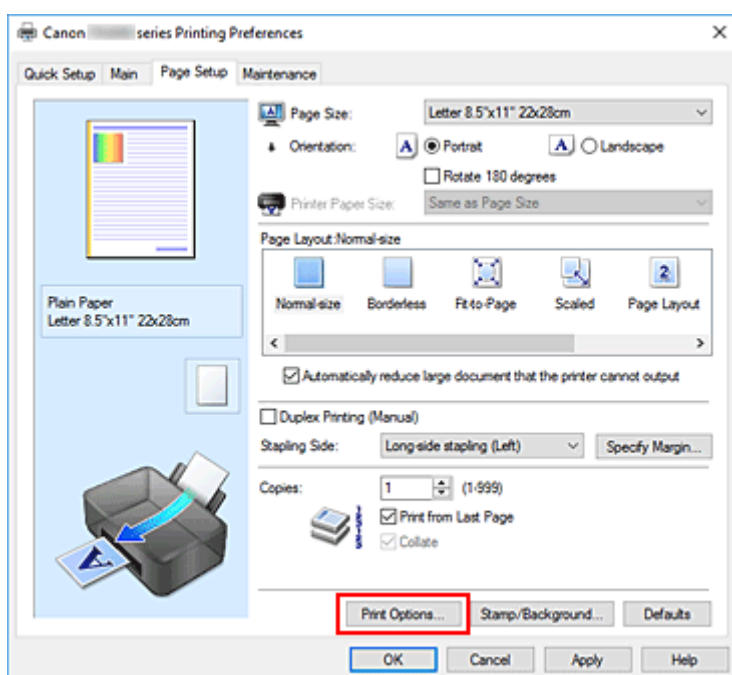 Canon series Printing Preferences
Quick Setup Main Page Setup Maintenance
Page Size: Letter 8.5"x11" 22x28cm
Orientation: A Portrait A Landscape
Rotate 180 degrees
Printer Paper Size: Same as Page Size
Page Layout:Normal-size
2
Normal-size Borderless Fit-to-Page Scaled Page Layout
Plain Paper
Letter 8.5"x11" 22x28cm
Automatically reduce large document that the printer cannot output
Duplex Printing (Manual)
Stapling Side: Long-side stapling (Left) Specify Margin...
Copies: 1 (1-999)
Print from Last Page
Collate
A
Print Options... Stamp/Background... Defaults
OK Cancel Apply Help